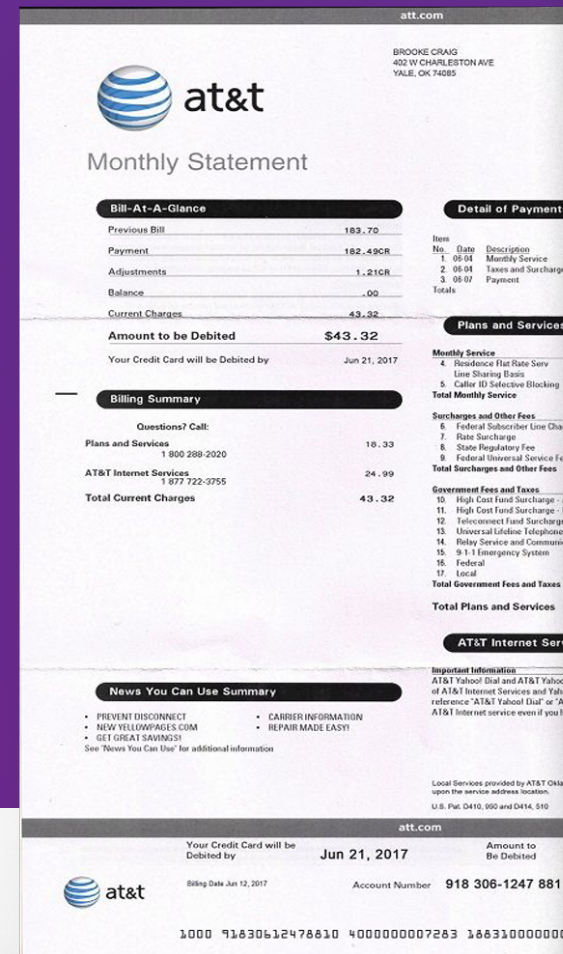 att.com
BROOKE CRAIG
402 W CHARLESTON AVE
YALE, OK 74085
at&t
Monthly Statement
Bill-At-A-Glance
Previous Bill 183.70
Payment 182.49CR
Adjustments 1.21CR
Balance .00
Current Charges 43.32
Amount to be Debited $43.32
Your Credit Card will be Debited by Jun 21, 2017
Billing Summary
Questions? Call:
Plans and Services 18.33
1 800 288-2020
AT&T Internet Services 24.99
1 877 722-3755
Total Current Charges 43.32
News You Can Use Summary
• PREVENT DISCONNECT • CARRIER INFORMATION
• NEW YELLOWPAGES.COM • REPAIR MADE EASY!
• GET GREAT SAVINGS!
See "News You Can Use" for additional information
Detail of Payment
Item
No. Date Description
1. 06-04 Monthly Service
2. 06-04 Taxes and Surcharge
3. 06-07 Payment
Totals
Plans and Services
Monthly Service
4. Residence Flat Rate Serv
Line Sharing Basis
5. Caller ID Selective Blocking
Total Monthly Service
Surcharges and Other Fees
6. Federal Subscriber Line Cha
7. Rate Surcharge
8. State Regulatory Fee
9. Federal Universal Service Fe
Total Surcharges and Other Fees
Government Fees and Taxes
10. High Cost Fund Surcharge -
11. High Cost Fund Surcharge -
12. Teleconnect Fund Surcharge
13. Universal Lifeline Telephone
14. Relay Service and Communi
15. 9-1-1 Emergency System
16. Federal
17. Local
Total Government Fees and Taxes
Total Plans and Services
AT&T Internet Serv
Important Information
AT&T Yahoo! Dial and AT&T Yahoo
of AT&T Internet Services and Yah
reference "AT&T Yahoo! Dial" or "A
AT&T Internet service even if you h
Local Services provided by AT&T Okla
upon the service address location.
U.S. Pat. D410, 950 and D414, 510
att.com
Your Credit Card will be
Debited by Jun 21, 2017 Amount to
Be Debited
at&t
Billing Date Jun 12, 2017 Account Number 918 306-1247 881
1000 91830612478810 4000000007283 188310000000